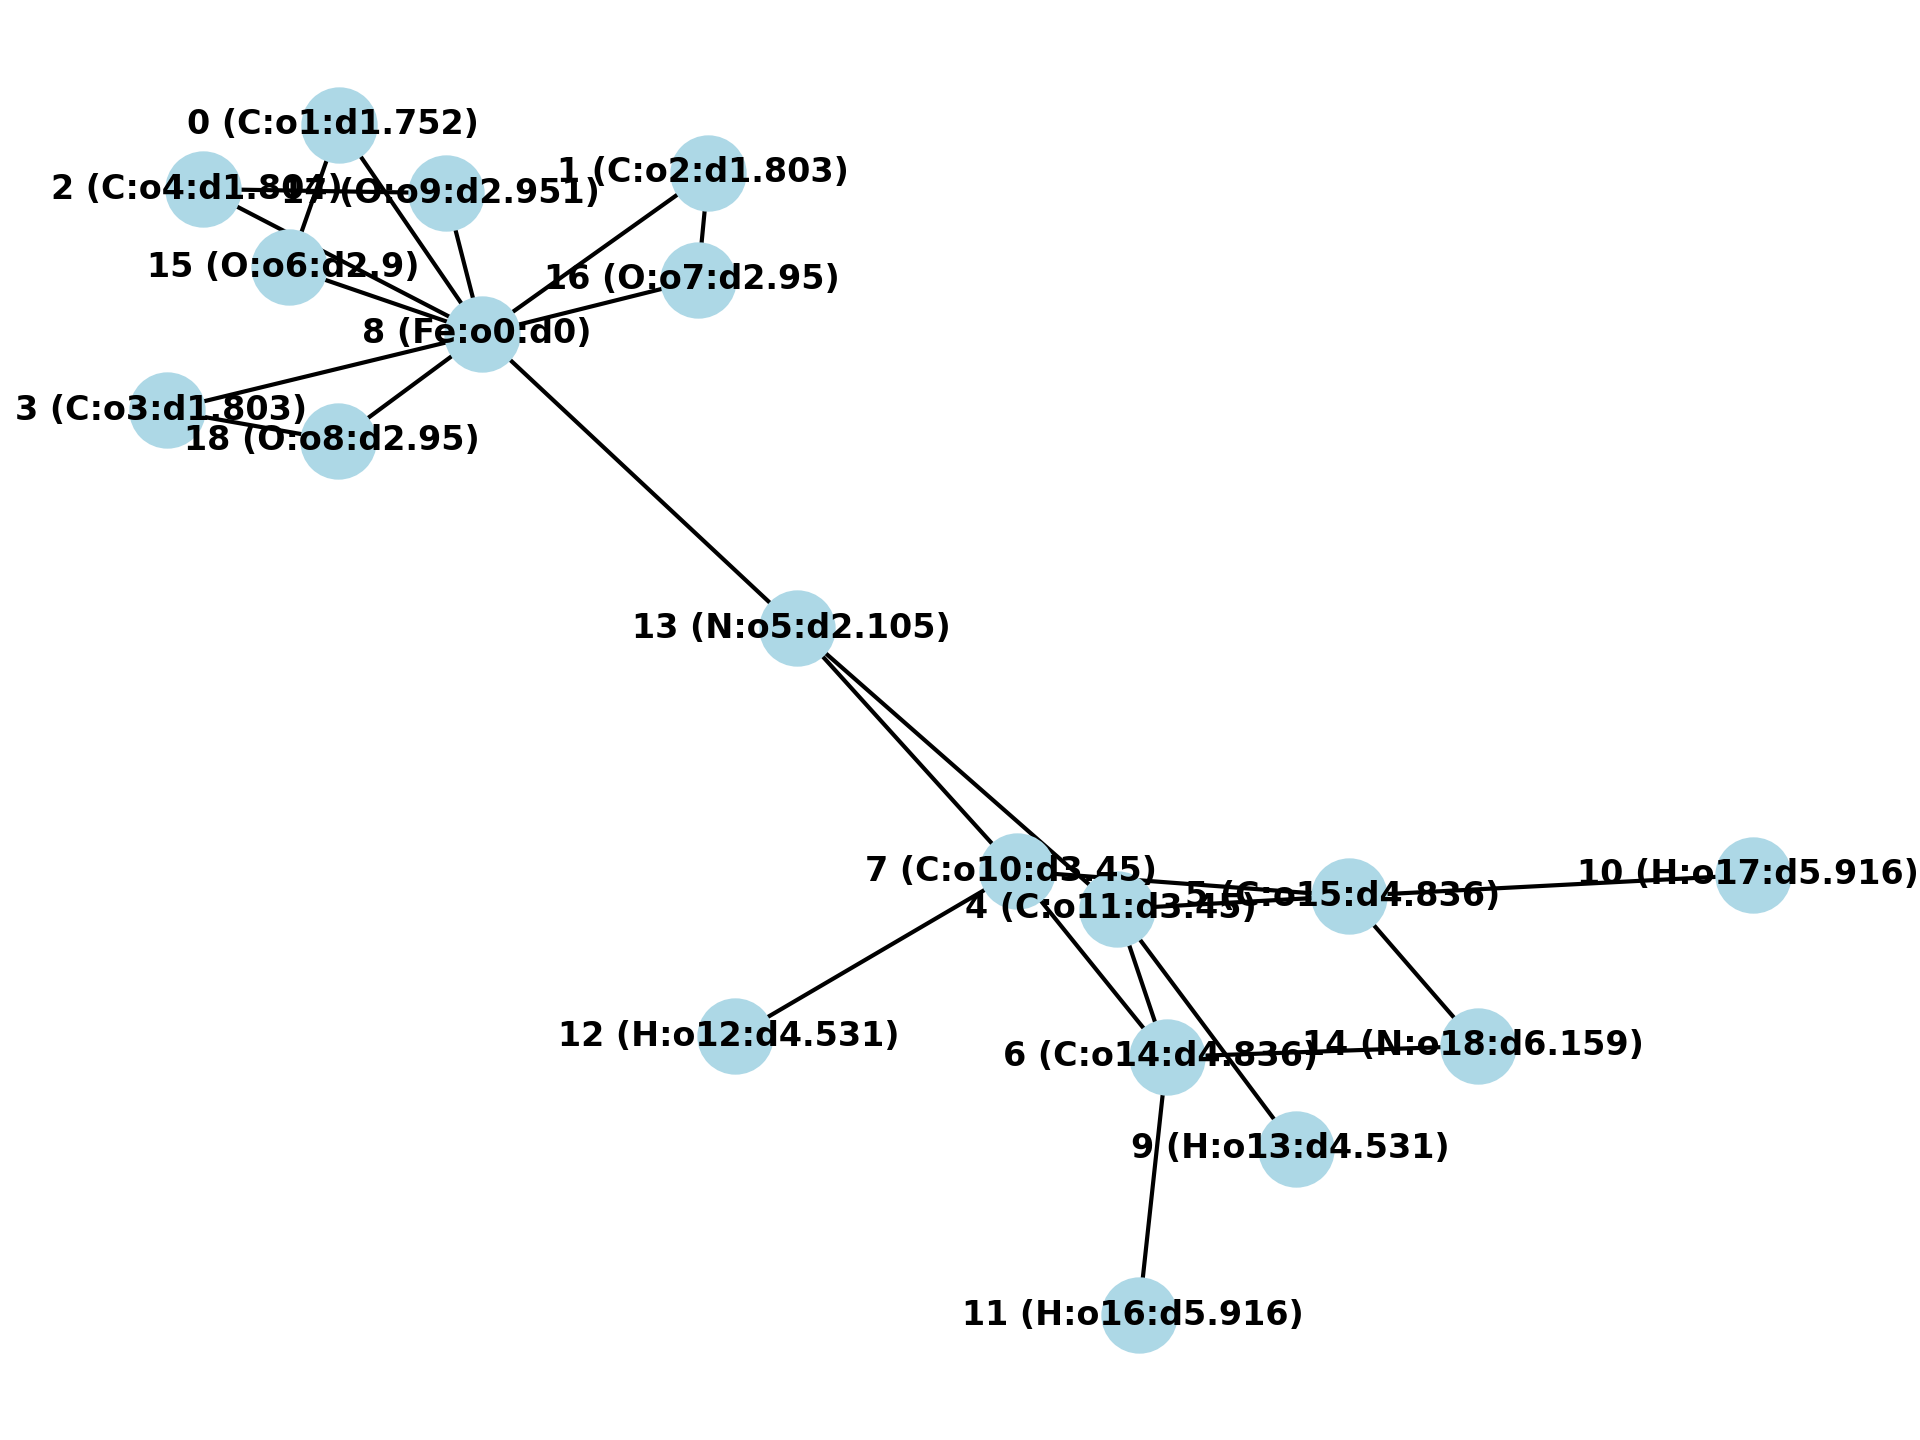 0 (C:o1:d1.752)
1 (C:o2:d1.803)
2 (C:o4:d1.804)
17 (O:o9:d2.951)
15 (O:o6:d2.9)
16 (O:o7:d2.95)
8 (Fe:o0:d0)
3 (C:o3:d1.803)
18 (O:o8:d2.95)
13 (N:o5:d2.105)
7 (C:o10:d3.45)
10 (H:o17:d5.916)
5 (C:o15:d4.836)
4 (C:o11:d3.45)
12 (H:o12:d4.531)
14 (N:o18:d6.159)
6 (C:o14:d4.836)
9 (H:o13:d4.531)
11 (H:o16:d5.916)